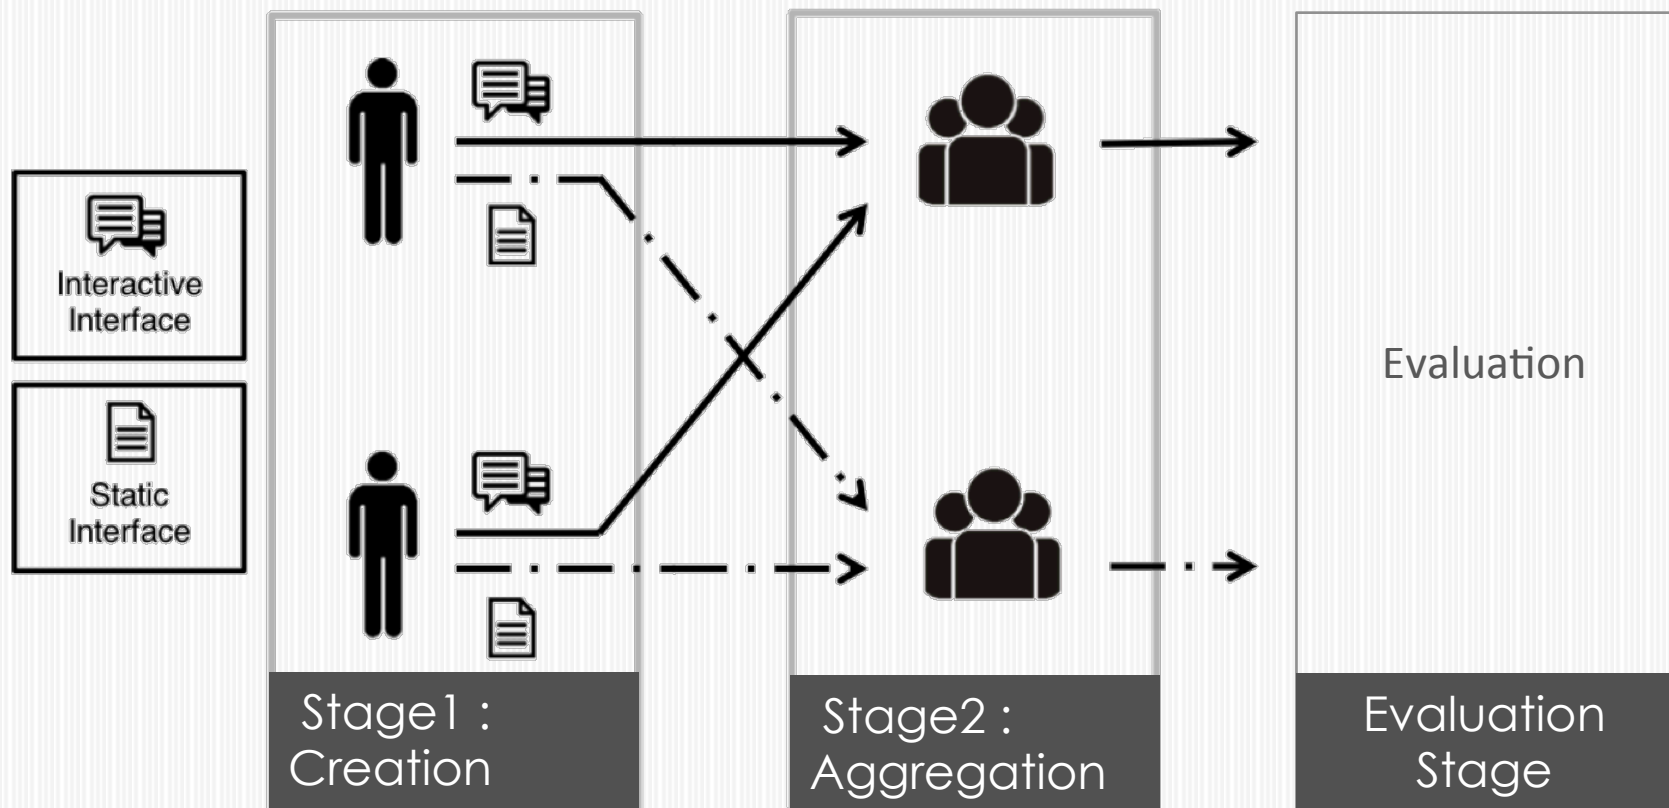 Interactive
Interface
Static
Interface
Stage1 :
Creation
Stage2 :
Aggregation
Evaluation
Evaluation
Stage